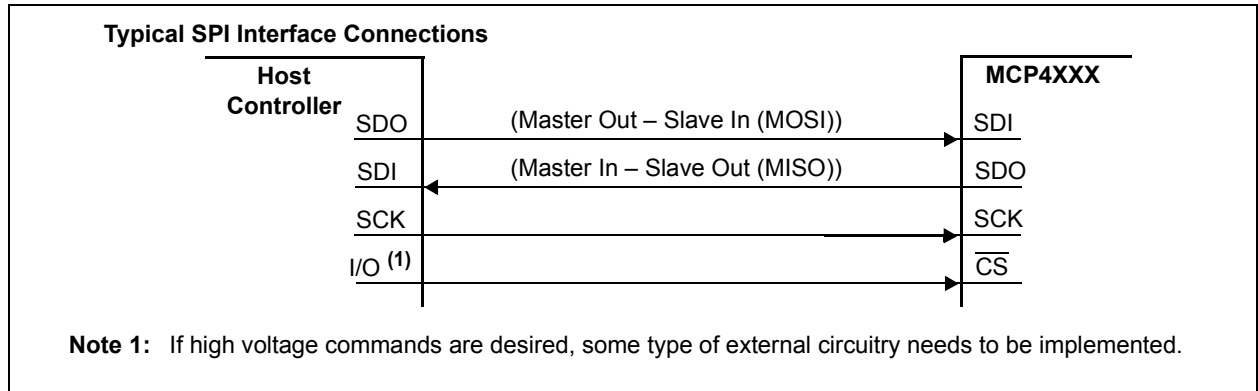 Typical SPI Interface Connections
Host
Controller
MCP4XXX
SDO (Master Out – Slave In (MOSI)) SDI
SDI (Master In – Slave Out (MISO)) SDO
SCK SCK
I/O (1) CS
Note 1: If high voltage commands are desired, some type of external circuitry needs to be implemented.